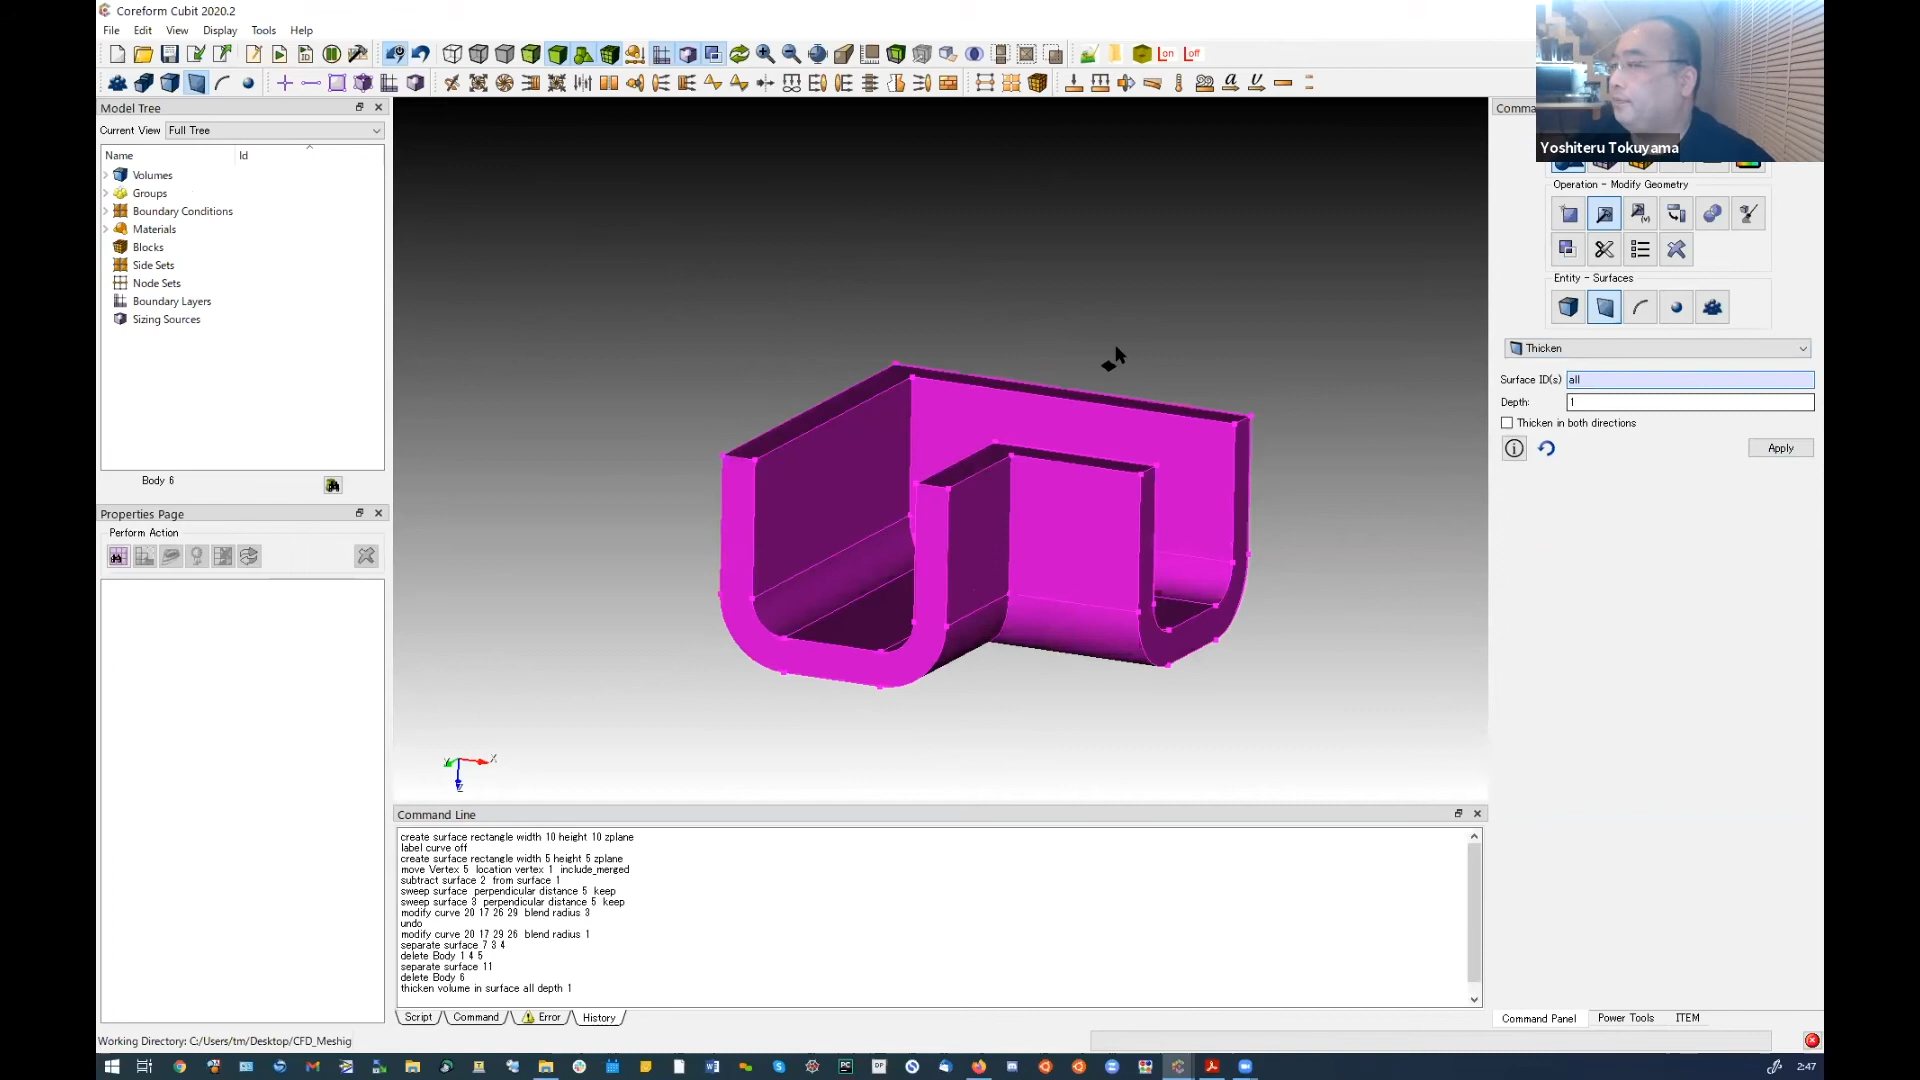 Coreform Cubit 2020.2
File Edit View Display Tools Help
on off
a v
Model Tree
Current View Full Tree
Name Id
Volumes
Groups
Boundary Conditions
Materials
Blocks
Side Sets
Node Sets
Boundary Layers
Sizing Sources
Body 6
Properties Page
Perform Action
X
Y
Z
Command Line
create surface rectangle width 10 height 10 zplane
label curve off
create surface rectangle width 5 height 5 zplane
move Vertex 5 location vertex 1 include_merged
subtract surface 2 from surface 1
sweep surface perpendicular distance 5 keep
sweep surface 3 perpendicular distance 5 keep
modify curve 20 17 26 29 blend radius 3
undo
modify curve 20 17 29 26 blend radius 1
separate surface 7 3 4
delete Body 1 4 5
separate surface 11
delete Body 6
thicken volume in surface all depth 1
Script Command Error History
Working Directory: C:/Users/tm/Desktop/CFD_Meshig
Yoshiteru Tokuyama
Operation - Modify Geometry
Entity - Surfaces
Thicken
Surface ID(s) all
Depth: 1
Thicken in both directions
Apply
Command Panel Power Tools ITEM
2:47